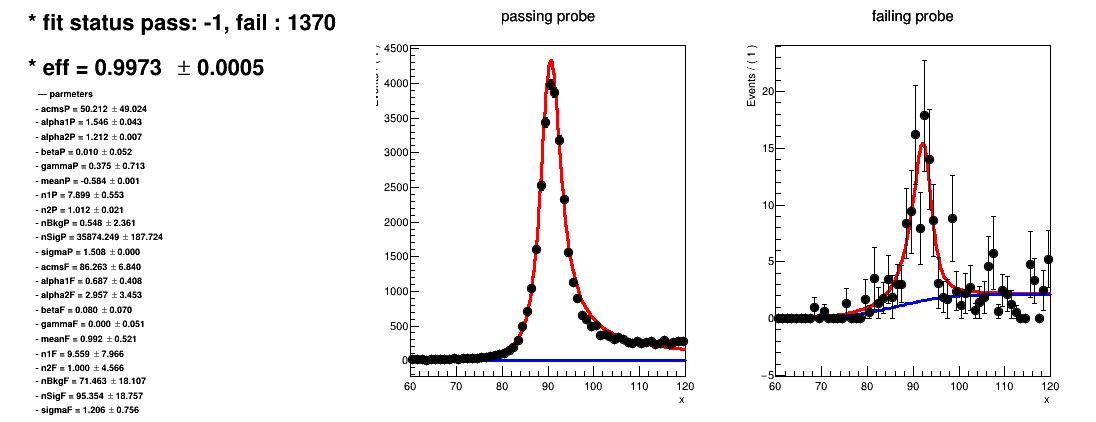 * fit status pass: -1, fail : 1370
* eff = 0.9973 ± 0.0005
--- parmeters
- acmsP = 50.212 ± 49.024
- alpha1P = 1.546 ± 0.043
- alpha2P = 1.212 ± 0.007
- betaP = 0.010 ± 0.052
- gammaP = 0.375 ± 0.713
- meanP = -0.584 ± 0.001
- n1P = 7.899 ± 0.553
- n2P = 1.012 ± 0.021
- nBkgP = 0.548 ± 2.361
- nSigP = 35874.249 ± 187.724
- sigmaP = 1.508 ± 0.000
- acmsF = 86.263 ± 6.840
- alpha1F = 0.687 ± 0.408
- alpha2F = 2.957 ± 3.453
- betaF = 0.080 ± 0.070
- gammaF = 0.000 ± 0.051
- meanF = 0.992 ± 0.521
- n1F = 9.559 ± 7.966
- n2F = 1.000 ± 4.566
- nBkgF = 71.463 ± 18.107
- nSigF = 95.354 ± 18.757
- sigmaF = 1.206 ± 0.756
passing probe
4500
4000
3500
3000
2500
2000
1500
1000
500
0
60 70 80 90 100 110 120
x
failing probe
Events / ( 1 )
20
15
10
5
0
−5
60 70 80 90 100 110 120
x